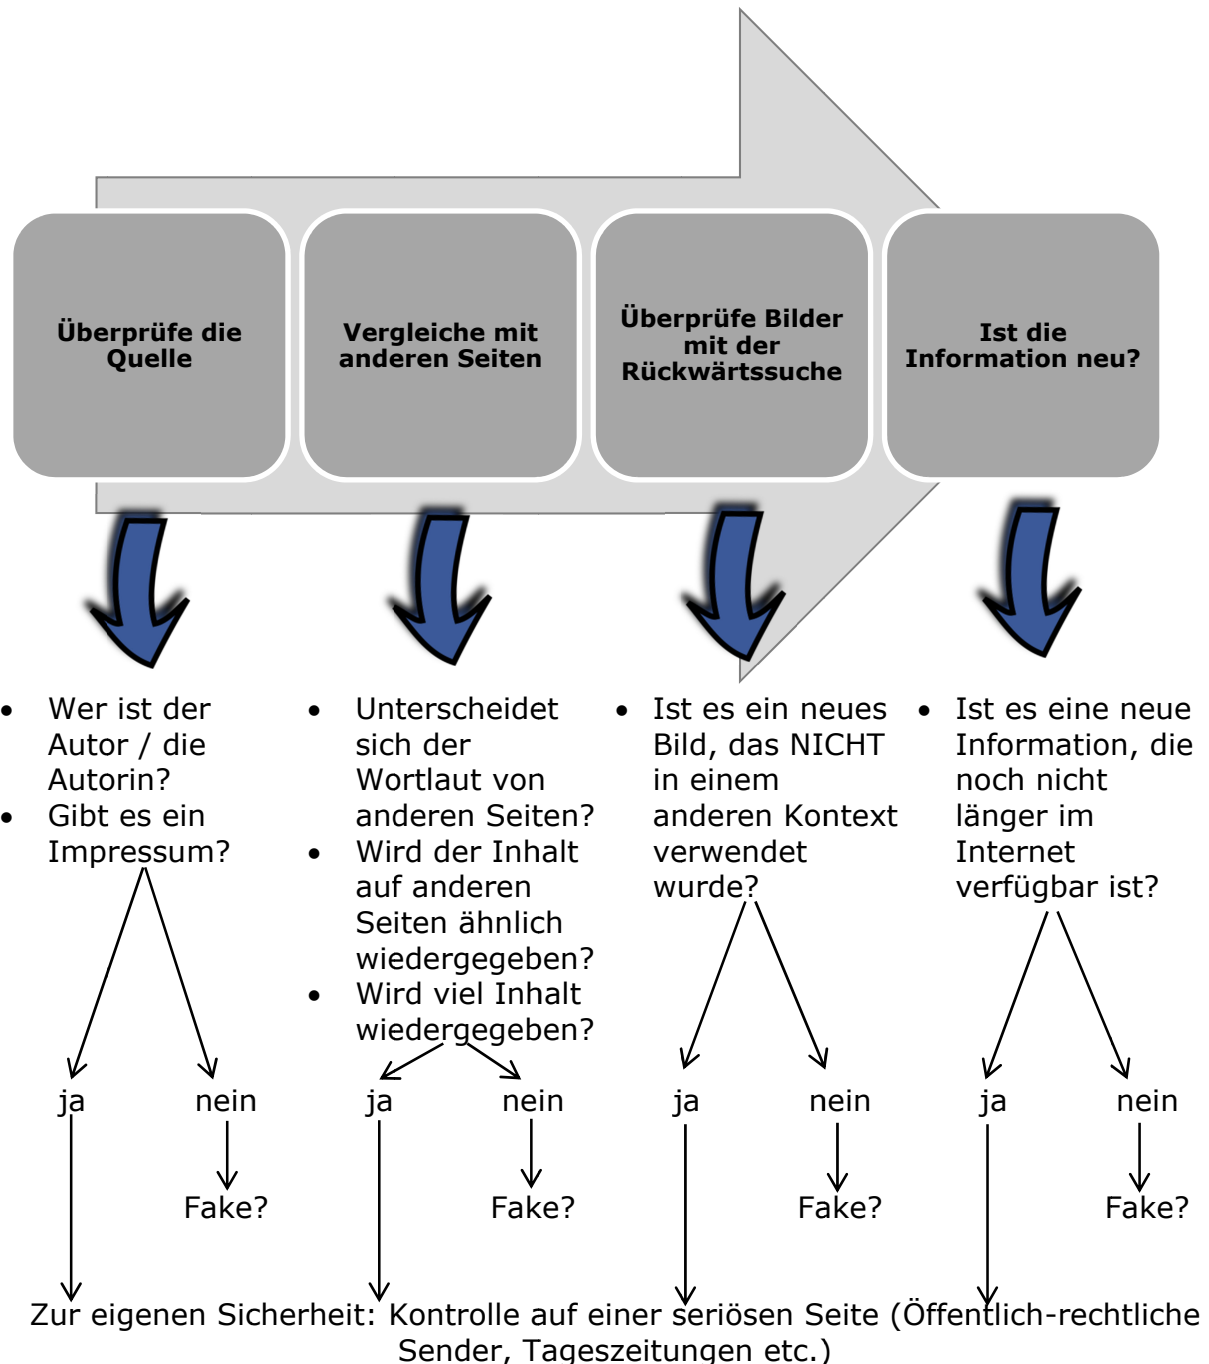 Überprüfe die
Quelle
Vergleiche mit
anderen Seiten
Überprüfe Bilder
mit der
Rückwärtssuche
Ist die
Information neu?
• Wer ist der
Autor / die
Autorin?
• Gibt es ein
Impressum?
• Unterscheidet
sich der
Wortlaut von
anderen Seiten?
• Wird der Inhalt
auf anderen
Seiten ähnlich
wiedergegeben?
• Wird viel Inhalt
wiedergegeben?
• Ist es ein neues
Bild, das NICHT
in einem
anderen Kontext
verwendet
wurde?
• Ist es eine neue
Information, die
noch nicht
länger im
Internet
verfügbar ist?
ja nein
Fake?
ja nein
Fake?
ja nein
Fake?
ja nein
Fake?
Zur eigenen Sicherheit: Kontrolle auf einer seriösen Seite (Öffentlich-rechtliche
Sender, Tageszeitungen etc.)